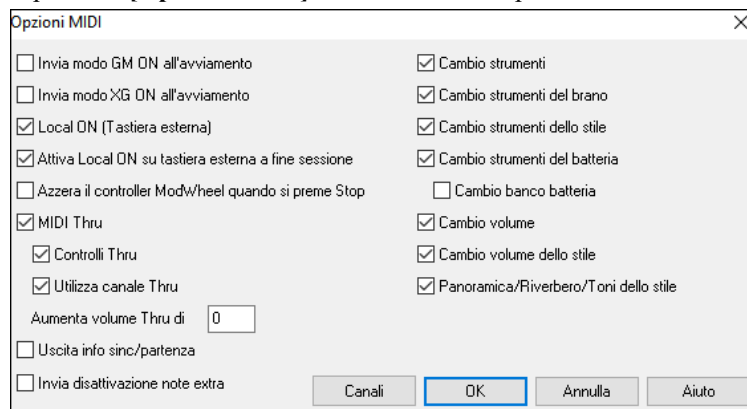 Opzioni MIDI
Invia modo GM ON all'avviamento
Invia modo XG ON all'avviamento
Local ON (Tastiera esterna)
Attiva Local ON su tastiera esterna a fine sessione
Azzera il controller ModWheel quando si preme Stop
MIDI Thru
Controlli Thru
Utilizza canale Thru
Aumenta volume Thru di 0
Uscita info sinc/partenza
Invia disattivazione note extra
Cambio strumenti
Cambio strumenti del brano
Cambio strumenti dello stile
Cambio strumenti del batteria
Cambio banco batteria
Cambio volume
Cambio volume dello stile
Panoramica/Riverbero/Toni dello stile
Canali OK Annulla Aiuto